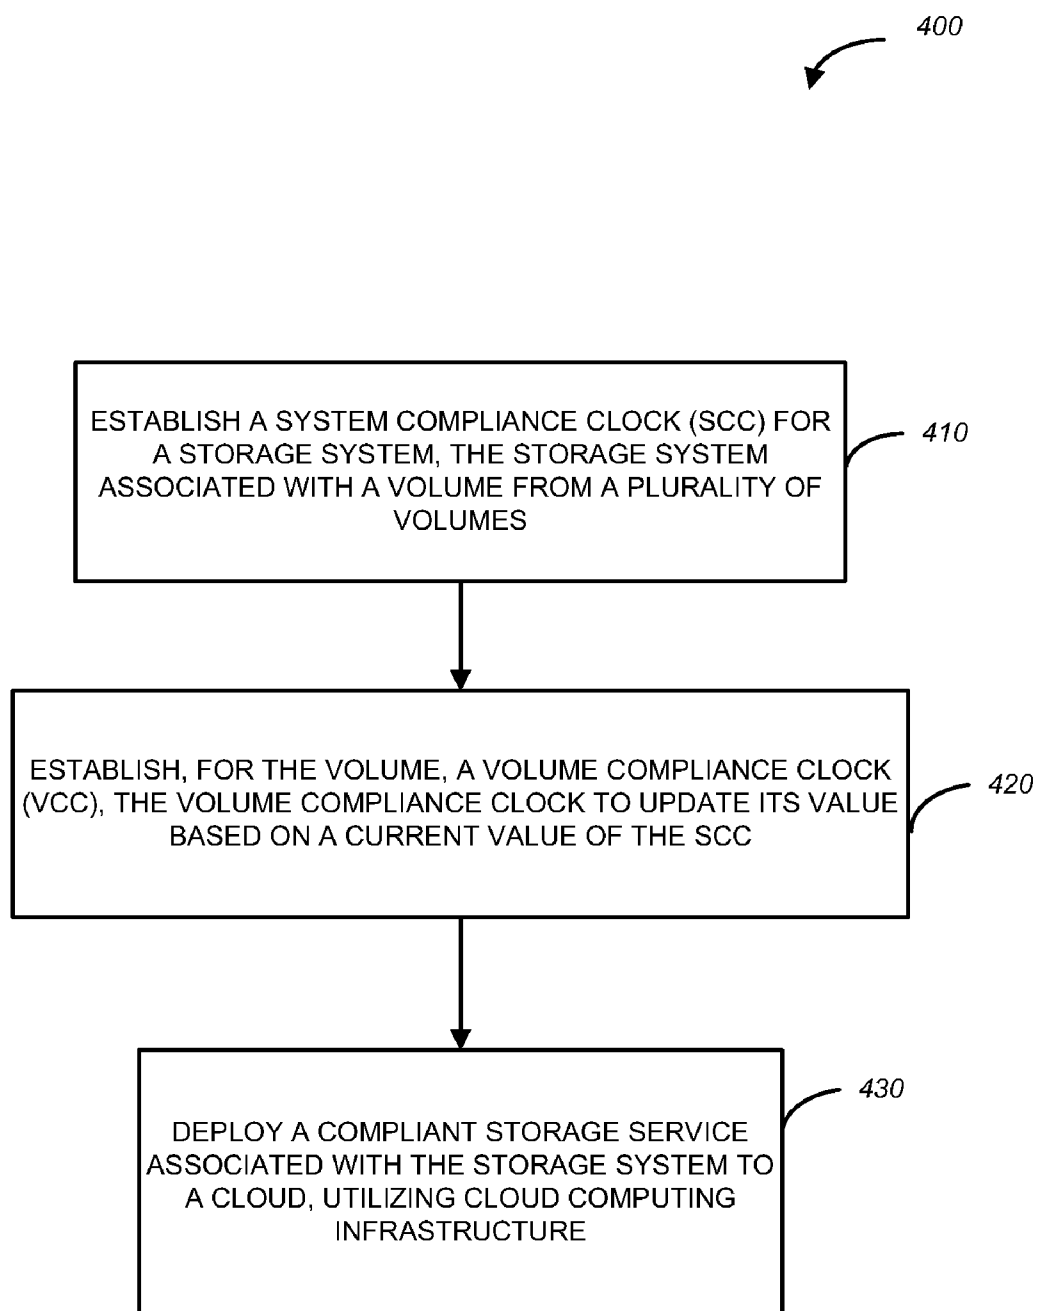 400
ESTABLISH A SYSTEM COMPLIANCE CLOCK (SCC) FOR
A STORAGE SYSTEM, THE STORAGE SYSTEM
ASSOCIATED WITH A VOLUME FROM A PLURALITY OF
VOLUMES
410
ESTABLISH, FOR THE VOLUME, A VOLUME COMPLIANCE CLOCK
(VCC), THE VOLUME COMPLIANCE CLOCK TO UPDATE ITS VALUE
BASED ON A CURRENT VALUE OF THE SCC
420
DEPLOY A COMPLIANT STORAGE SERVICE
ASSOCIATED WITH THE STORAGE SYSTEM TO
A CLOUD, UTILIZING CLOUD COMPUTING
INFRASTRUCTURE
430